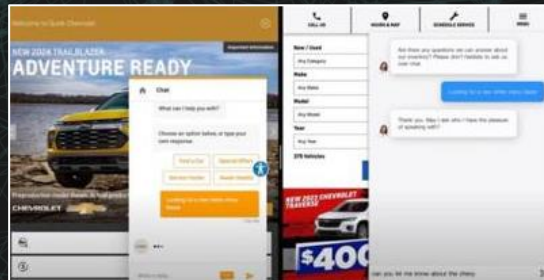 Welcome to Quirk Chevrolet
Important Information
NEW 2024 TRAILBLAZER
ADVENTURE READY
Chat
What can I help you with?
Choose an option below, or type your
own response.
Find a Car
Special Offers
Service Center
CHEVROLET
CALL US
HOURS & MAP
SCHEDULE SERVICE
MENU
New / Used
Any Category
Make
Any Make
Model
Any Model
Year
Any Year
379 Vehicles
NEW 2023 CHEVROLET
TRAVERSE
$400
Are there any questions we can answer about
our inventory? Please don't hesitate to ask us
over chat.
Looking for a new
Thank you. May I ask who I have the pleasure
of speaking with?
can you let me know about the chevy